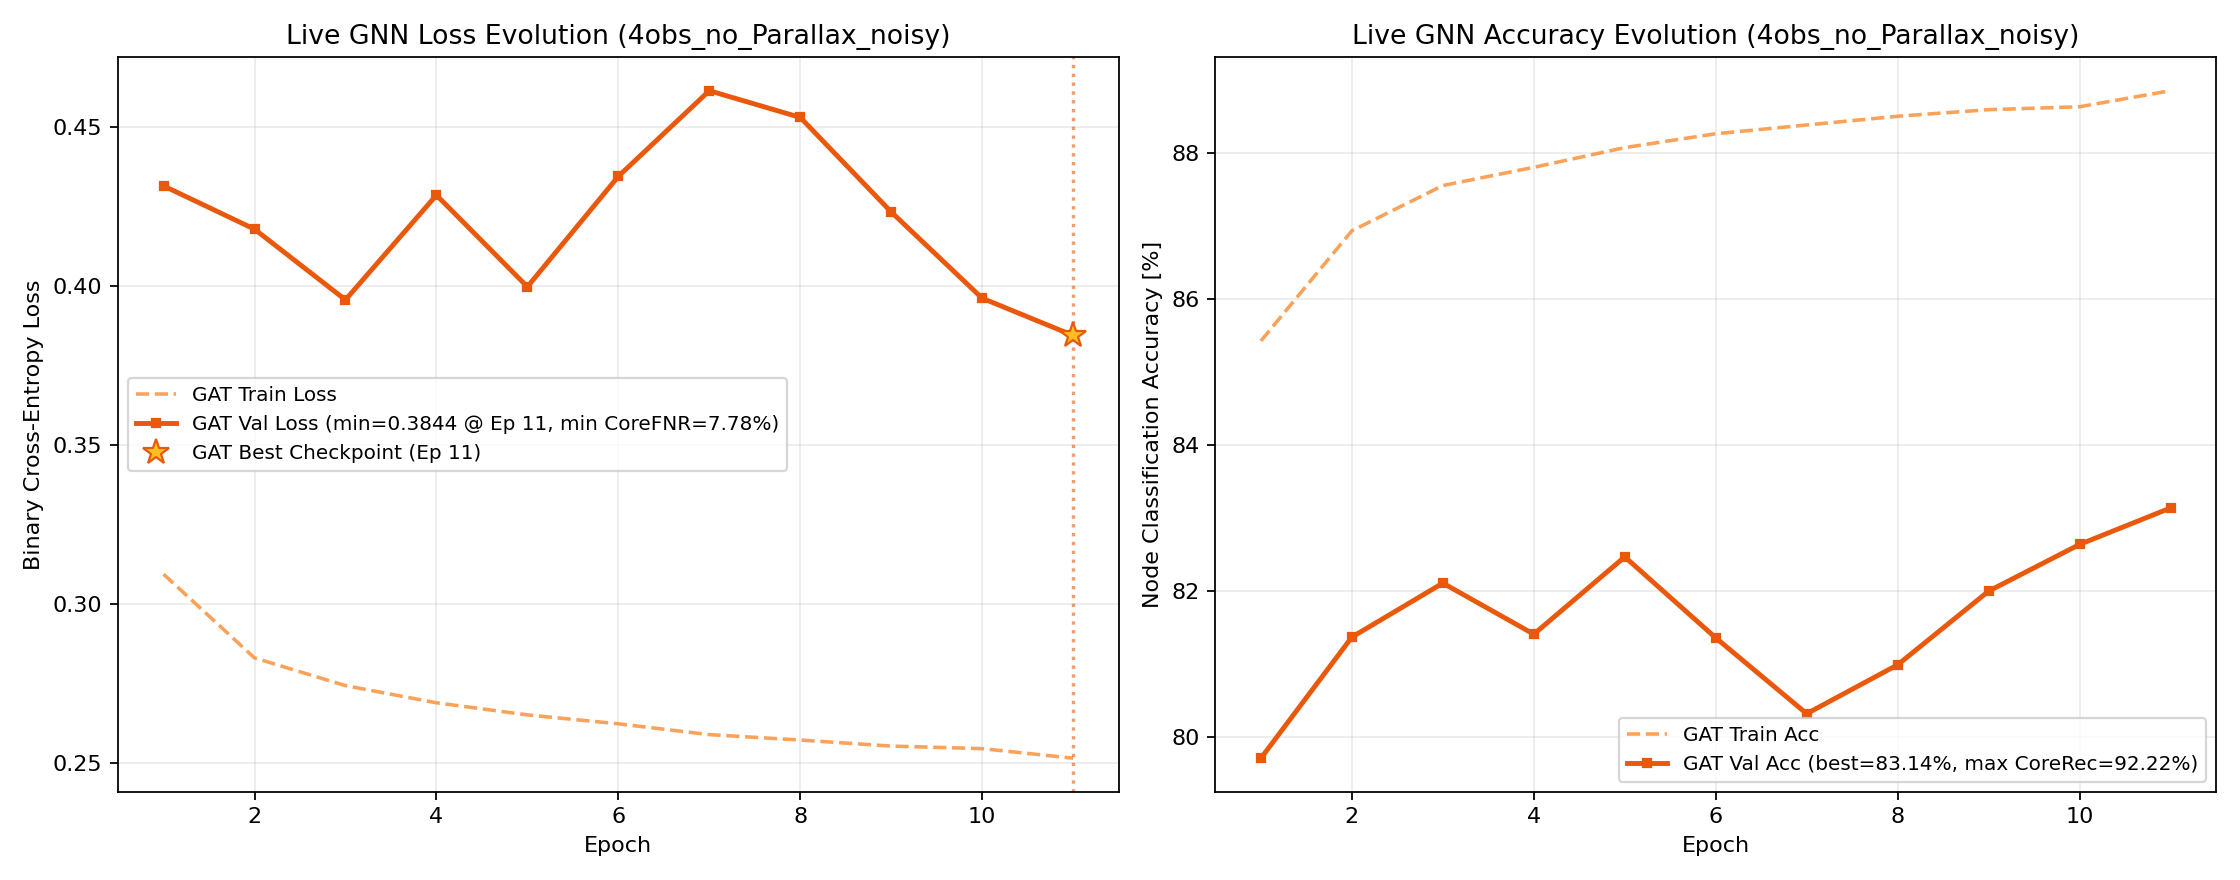 Live GNN Loss Evolution (4obs_no_Parallax_noisy)
Binary Cross-Entropy Loss
0.45
0.40
0.35
0.30
0.25
GAT Train Loss
GAT Val Loss (min=0.3844 @ Ep 11, min CoreFNR=7.78%)
GAT Best Checkpoint (Ep 11)
2 4 6 8 10
Epoch
Live GNN Accuracy Evolution (4obs_no_Parallax_noisy)
Node Classification Accuracy [%]
88
86
84
82
80
GAT Train Acc
GAT Val Acc (best=83.14%, max CoreRec=92.22%)
2 4 6 8 10
Epoch